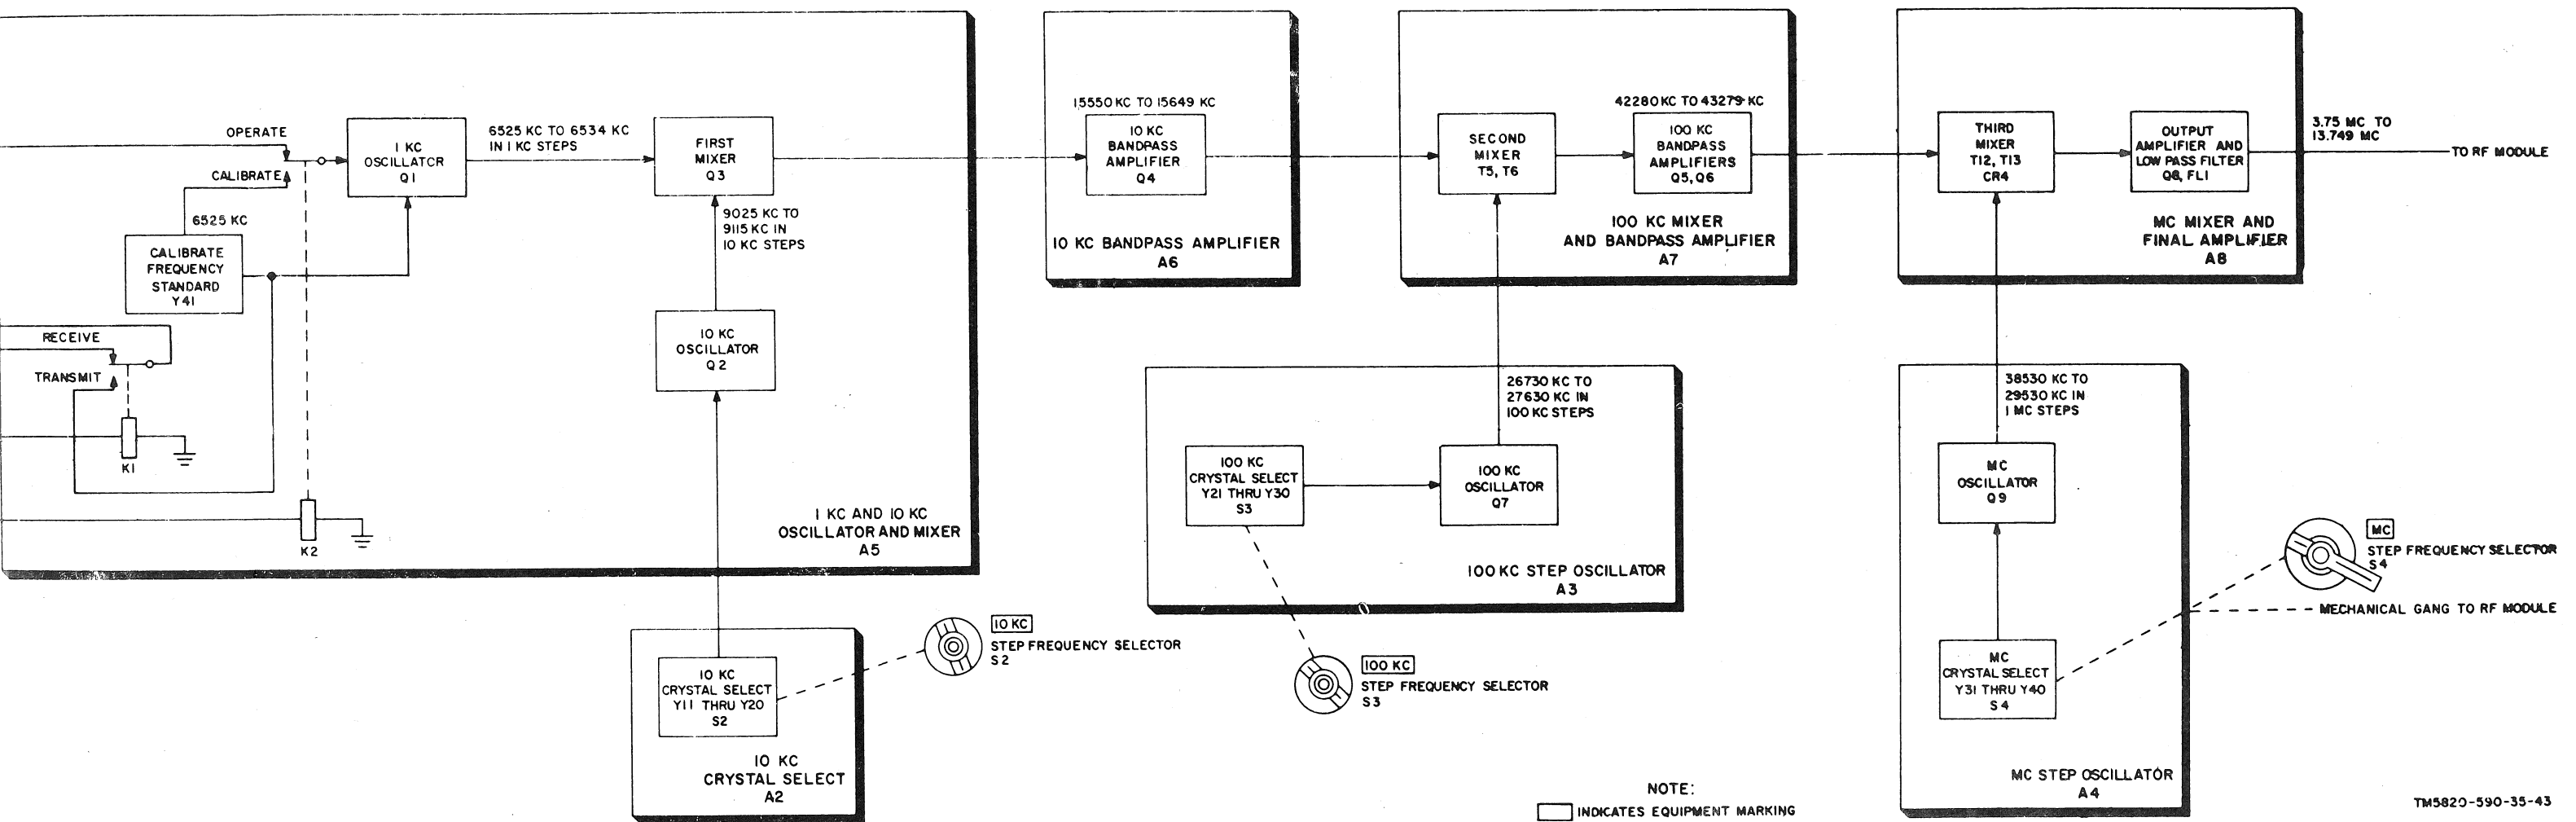 OPERATE
CALIBRATE
6525 KC
CALIBRATE
FREQUENCY
STANDARD
Y41
RECEIVE
TRANSMIT
K1
K2
1 KC
OSCILLATOR
Q1
6525 KC TO 6534 KC
IN 1 KC STEPS
FIRST
MIXER
Q3
9025 KC TO
9115 KC IN
10 KC STEPS
10 KC
OSCILLATOR
Q2
1 KC AND 10 KC
OSCILLATOR AND MIXER
A5
10 KC
CRYSTAL SELECT
Y11 THRU Y20
S2
10 KC
CRYSTAL SELECT
A2
10 KC
STEP FREQUENCY SELECTOR
S2
15550 KC TO 15649 KC
10 KC
BANDPASS
AMPLIFIER
Q4
10 KC BANDPASS AMPLIFIER
A6
SECOND
MIXER
T5, T6
42280 KC TO 43279 KC
100 KC
BANDPASS
AMPLIFIERS
Q5, Q6
100 KC MIXER
AND BANDPASS AMPLIFIER
A7
26730 KC TO
27630 KC IN
100 KC STEPS
100 KC
CRYSTAL SELECT
Y21 THRU Y30
S3
100 KC
OSCILLATOR
Q7
100 KC STEP OSCILLATOR
A3
100 KC
STEP FREQUENCY SELECTOR
S3
THIRD
MIXER
T12, T13
CR4
OUTPUT
AMPLIFIER AND
LOW PASS FILTER
Q8, FL1
MC MIXER AND
FINAL AMPLIFIER
A8
3.75 MC TO
13.749 MC
TO RF MODULE
38530 KC TO
29530 KC IN
1 MC STEPS
MC
OSCILLATOR
Q9
MC
CRYSTAL SELECT
Y31 THRU Y40
S4
MC STEP OSCILLATOR
A4
MC
STEP FREQUENCY SELECTOR
S4
MECHANICAL GANG TO RF MODULE
NOTE:
INDICATES EQUIPMENT MARKING
TM5820-590-35-43